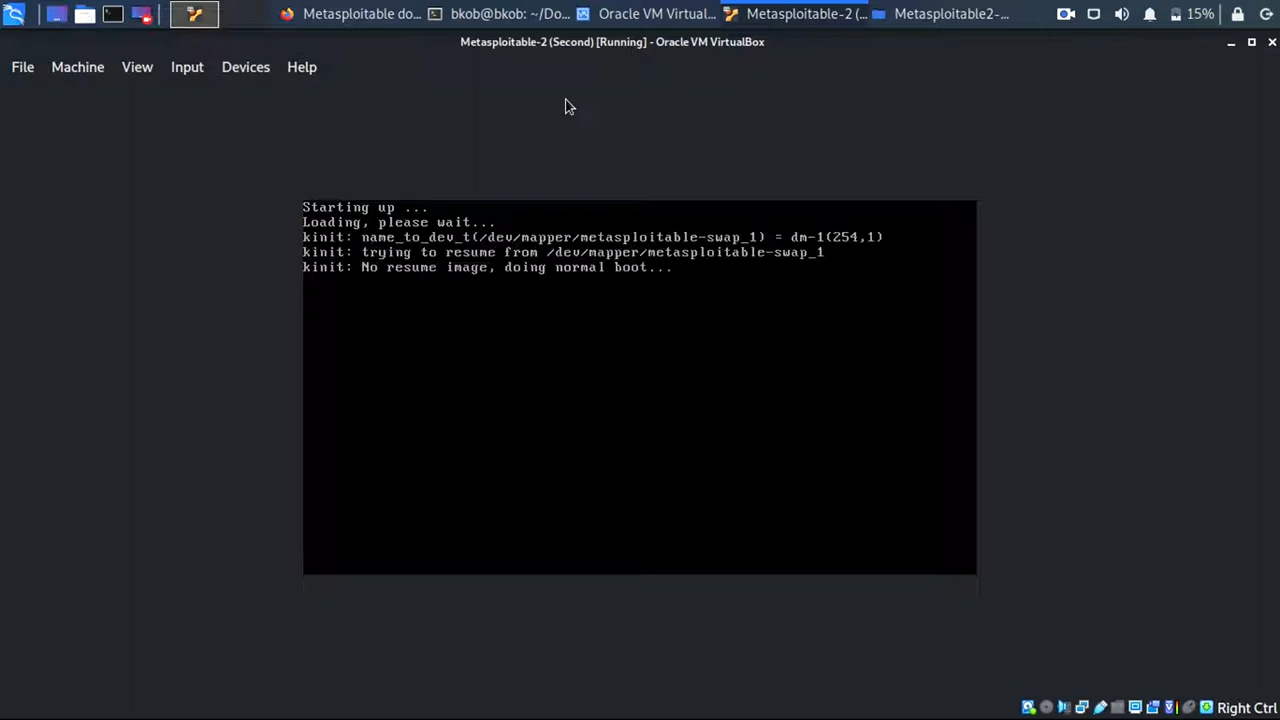 Metasploitable do...
bkob@bkob: ~/Do...
Oracle VM Virtual...
Metasploitable-2 (...
Metasploitable2-...
15%
Metasploitable-2 (Second) [Running] - Oracle VM VirtualBox
File Machine View Input Devices Help
Starting up ...
Loading, please wait...
kinit: name_to_dev_t(/dev/mapper/metasploitable-swap_1) = dm-1(254,1)
kinit: trying to resume from /dev/mapper/metasploitable-swap_1
kinit: No resume image, doing normal boot...
Right Ctrl